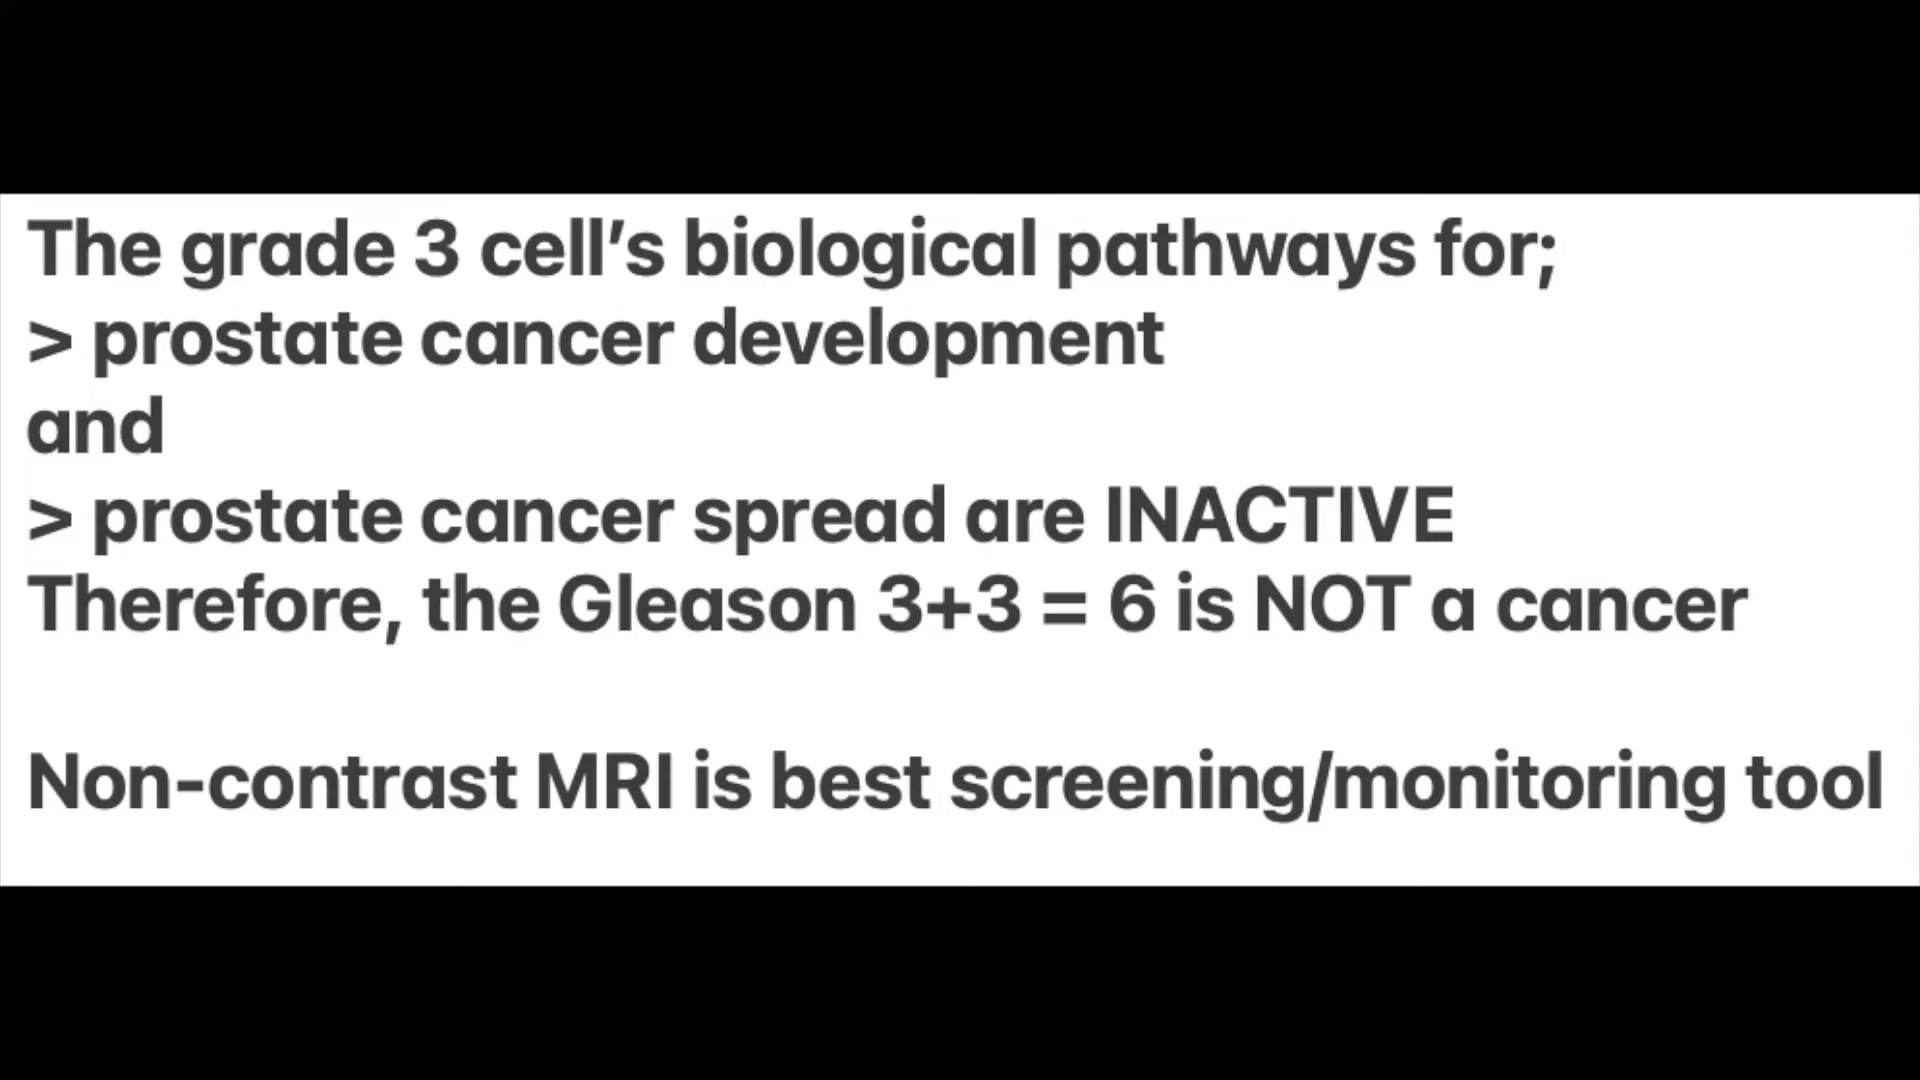 The grade 3 cell’s biological pathways for;
> prostate cancer development
and
> prostate cancer spread are INACTIVE
Therefore, the Gleason 3+3 = 6 is NOT a cancer
Non-contrast MRI is best screening/monitoring tool